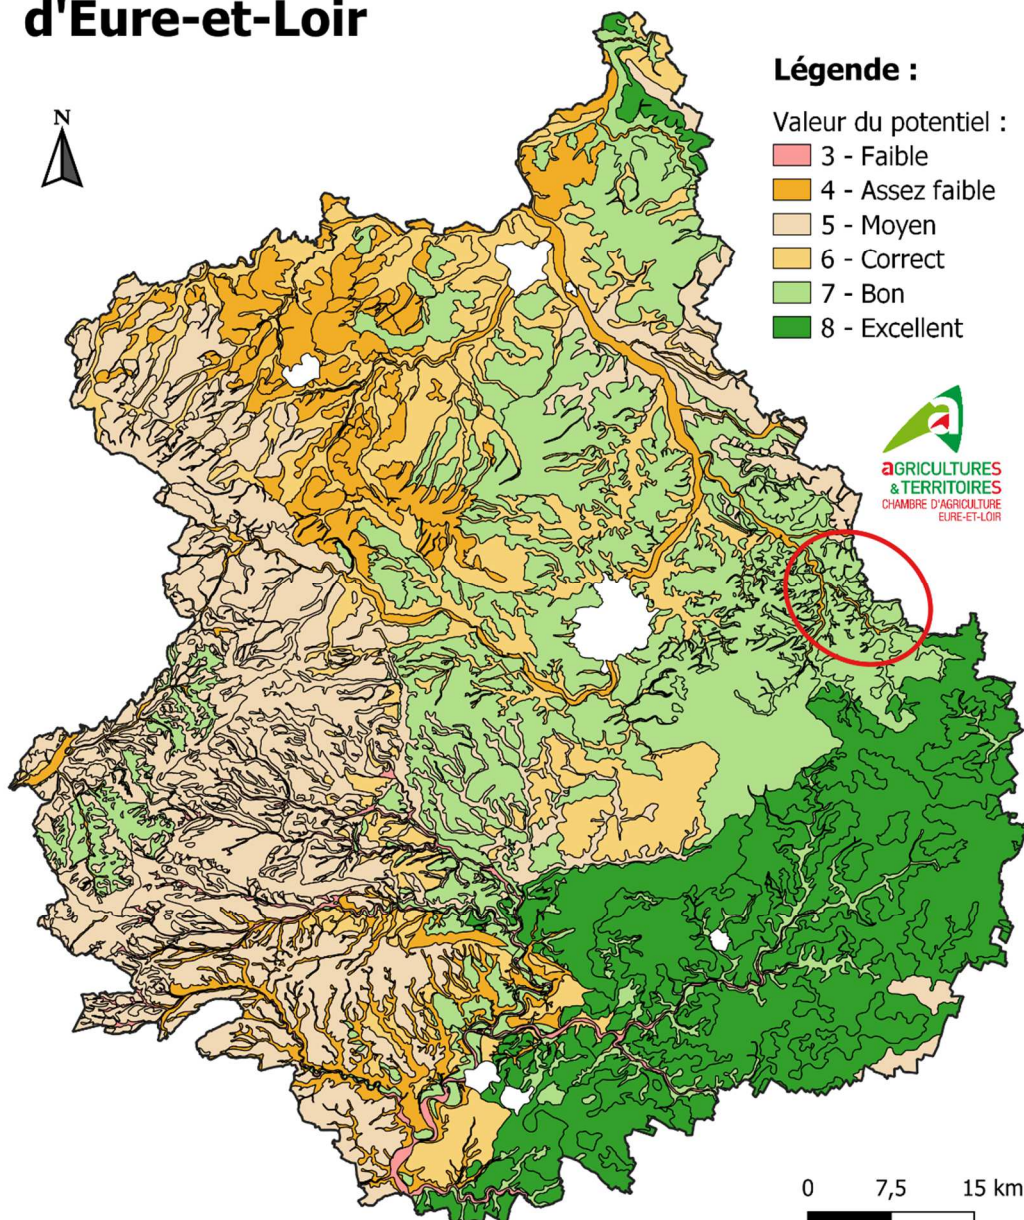 d'Eure-et-Loir
N
Légende :
Valeur du potentiel :
3 - Faible
4 - Assez faible
5 - Moyen
6 - Correct
7 - Bon
8 - Excellent
a
aGRICULTURES
& TERRITOIRES
CHAMBRE D'AGRICULTURE
EURE-ET-LOIR
0 7,5 15 km